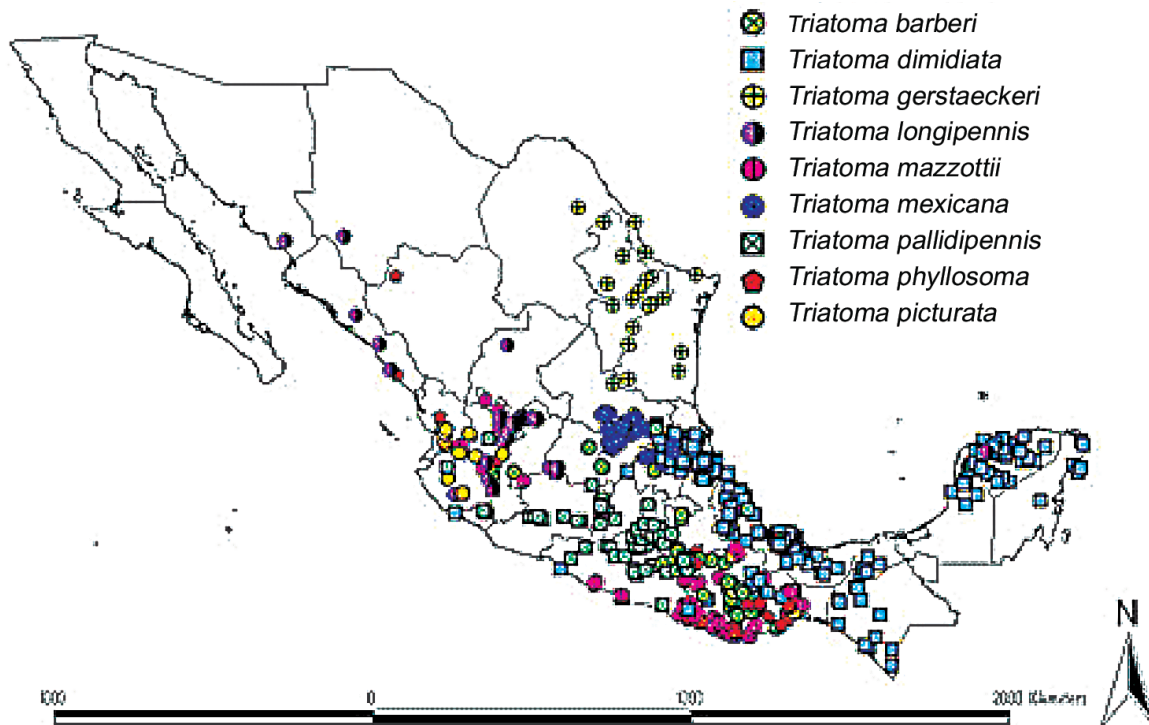 Triatoma barberi
Triatoma dimidiata
Triatoma gerstaeckeri
Triatoma longipennis
Triatoma mazzottii
Triatoma mexicana
Triatoma pallidipennis
Triatoma phyllosoma
Triatoma picturata
N
0